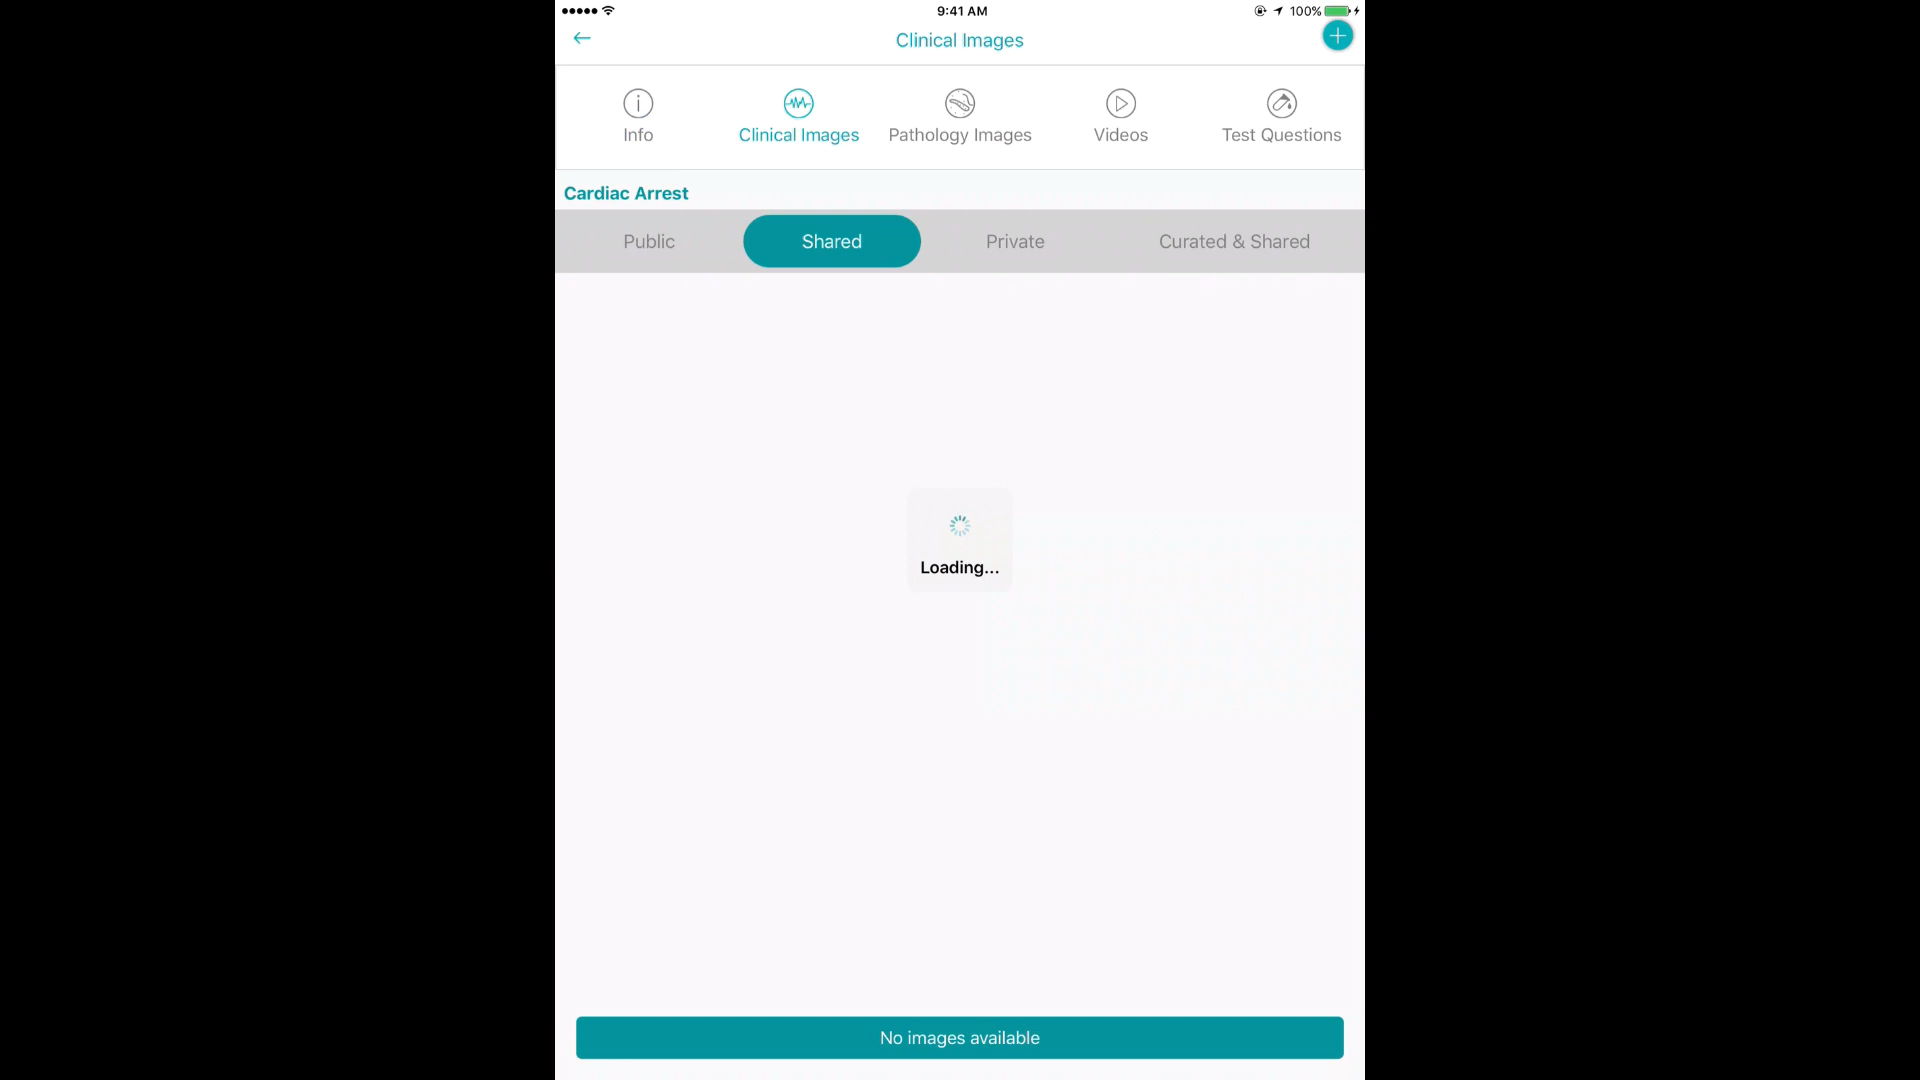 9:41 AM
100%
Clinical Images
Info
Clinical Images
Pathology Images
Videos
Test Questions
Cardiac Arrest
Public
Shared
Private
Curated & Shared
Loading...
No images available